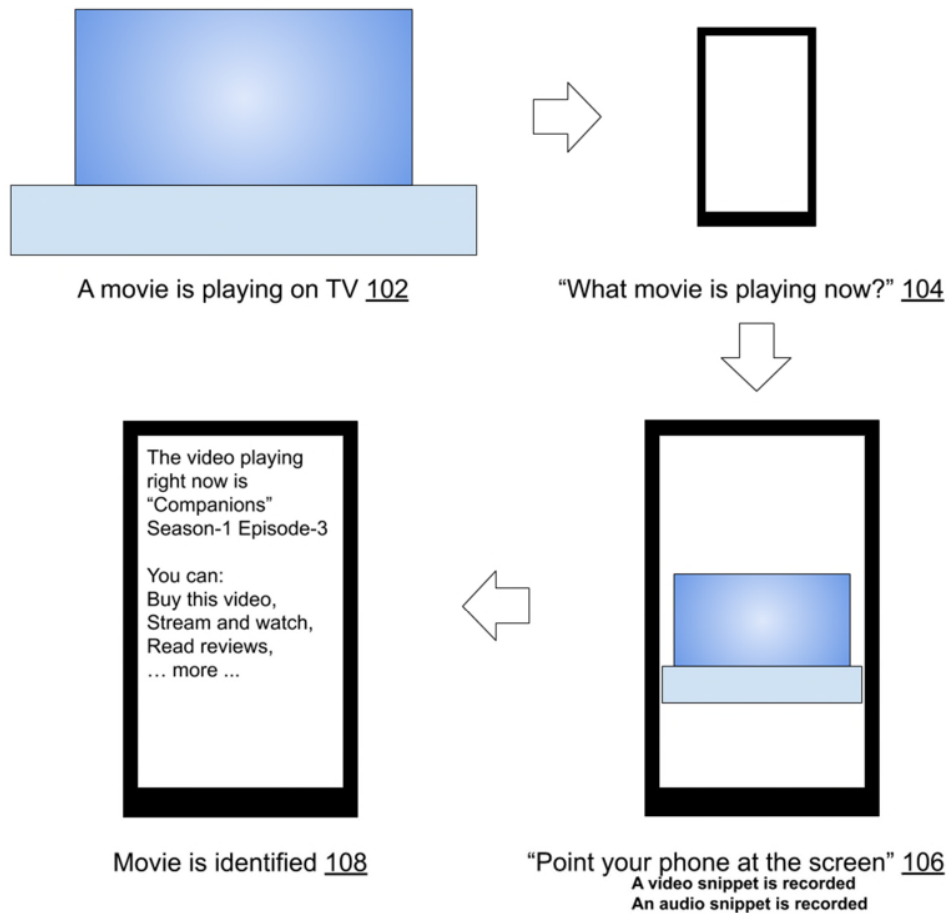 A movie is playing on TV 102
“What movie is playing now?” 104
The video playing
right now is
“Companions”
Season-1 Episode-3
You can:
Buy this video,
Stream and watch,
Read reviews,
… more ...
Movie is identified 108
“Point your phone at the screen” 106
A video snippet is recorded
An audio snippet is recorded